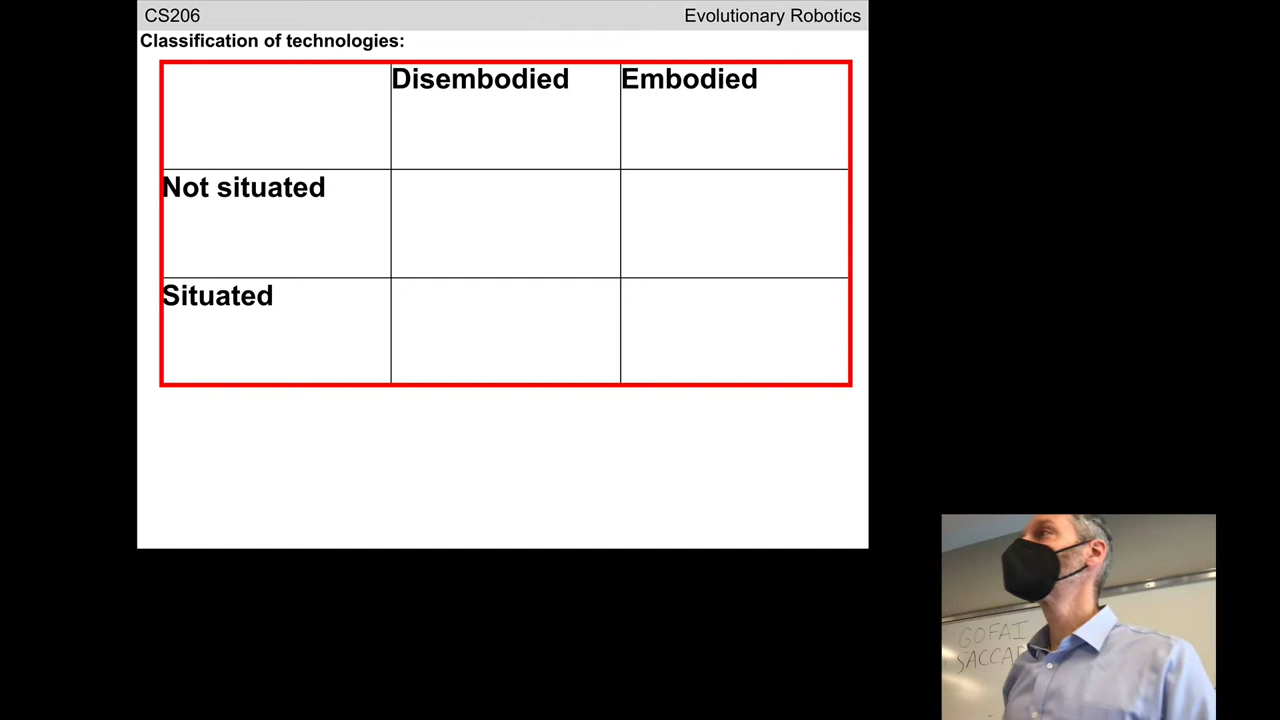 CS206 Evolutionary Robotics
Classification of technologies:
Disembodied Embodied
Not situated
Situated
GOFAI